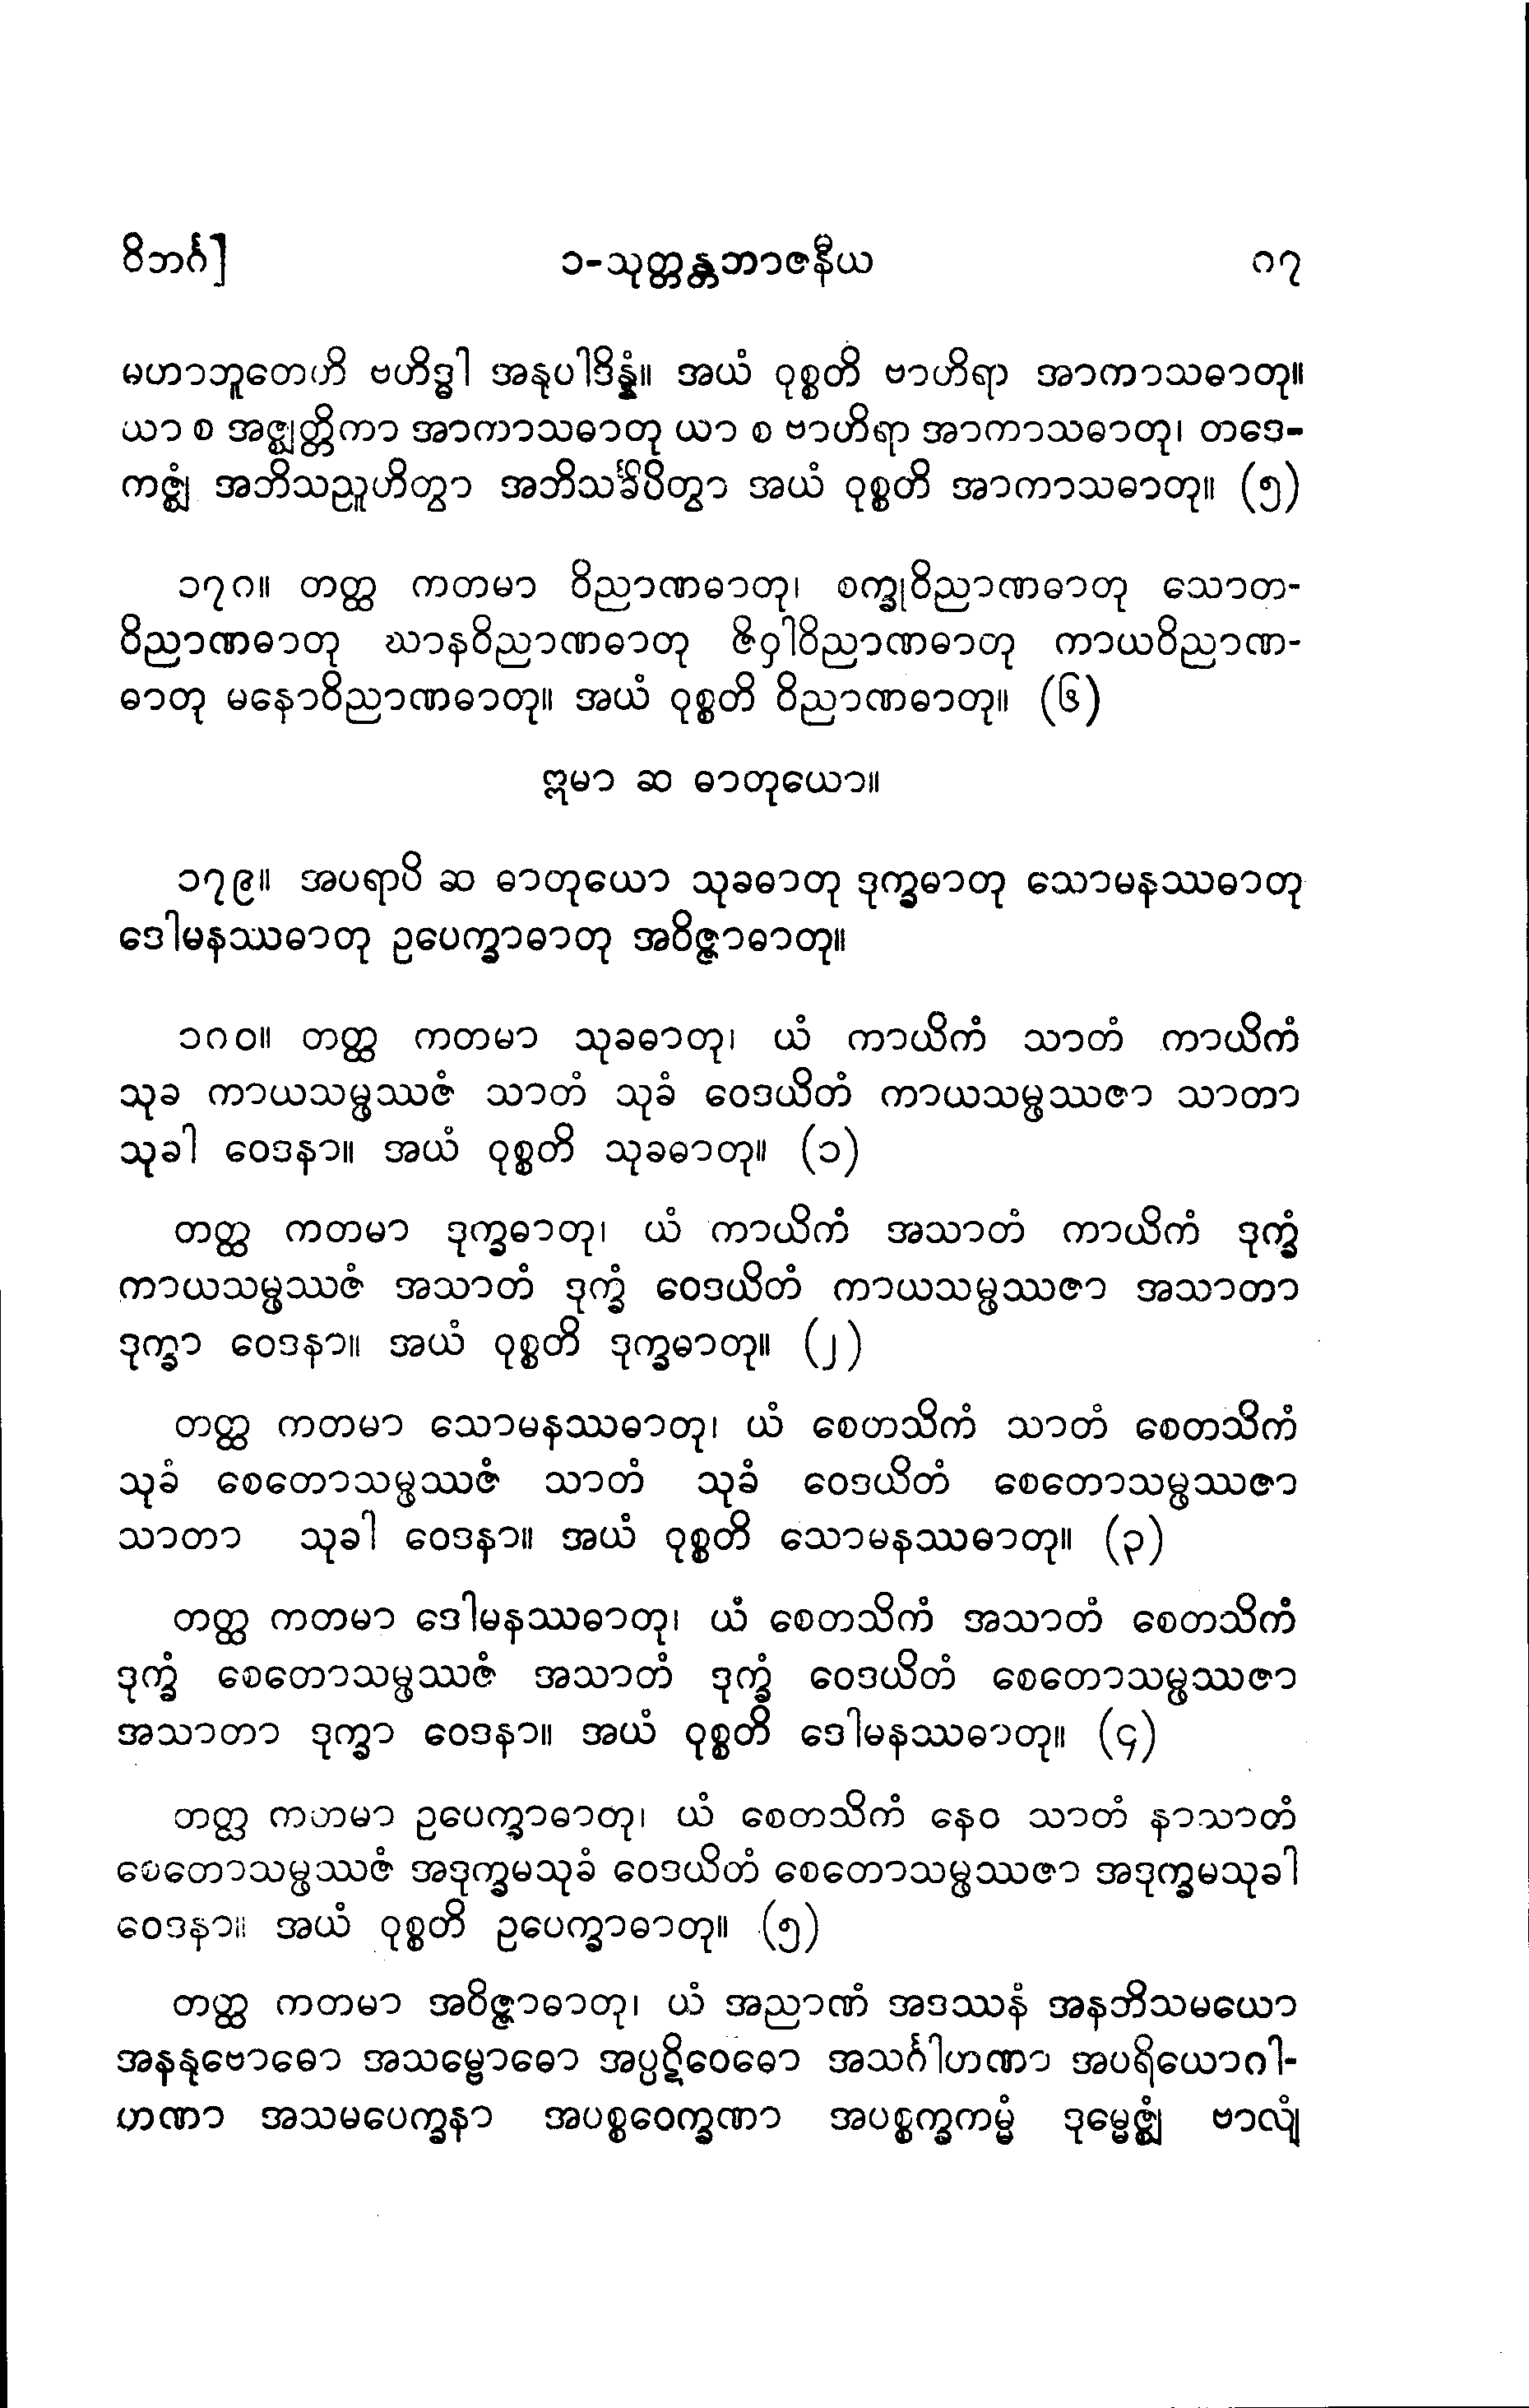 ဝိဘင်္ဂ] ၁-သုတ္တန္တဘာဇနီယ ၈၇
မဟာဘူတေဟိ ဗဟိဒ္ဓါ အနုပါဒိန္နံ။ အယံ ဝုစ္စတိ ဗာဟိရာ အာကာသဓာတု။
ယာ စ အဇ္ဈတ္တိကာ အာကာသဓာတု ယာ စ ဗာဟိရာ အာကာသဓာတု၊ တဒေ-
ကဇ္ဈံ အဘိသညူဟိတွာ အဘိသင်္ခိပိတွာ အယံ ဝုစ္စတိ အာကာသဓာတု။ (၅)
၁၇၈။ တတ္ထ ကတမာ ဝိညာဏဓာတု၊ စက္ခုဝိညာဏဓာတု သောတ-
ဝိညာဏဓာတု ဃာနဝိညာဏဓာတု ဇိဝှါဝိညာဏဓာတု ကာယဝိညာဏ-
ဓာတု မနောဝိညာဏဓာတု။ အယံ ဝုစ္စတိ ဝိညာဏဓာတု။ (၆)
ဣမာ ဆ ဓာတုယော။
၁၇၉။ အပရာပိ ဆ ဓာတုယော သုခဓာတု ဒုက္ခဓာတု သောမနဿဓာတု
ဒေါမနဿဓာတု ဥပေက္ခာဓာတု အဝိဇ္ဇာဓာတု။
၁၈၀။ တတ္ထ ကတမာ သုခဓာတု၊ ယံ ကာယိကံ သာတံ ကာယိကံ
သုခ ကာယသမ္ဖဿဇံ သာတံ သုခံ ဝေဒယိတံ ကာယသမ္ဖဿဇာ သာတာ
သုခါ ဝေဒနာ။ အယံ ဝုစ္စတိ သုခဓာတု။ (၁)
တတ္ထ ကတမာ ဒုက္ခဓာတု၊ ယံ ကာယိကံ အသာတံ ကာယိကံ ဒုက္ခံ
ကာယသမ္ဖဿဇံ အသာတံ ဒုက္ခံ ဝေဒယိတံ ကာယသမ္ဖဿဇာ အသာတာ
ဒုက္ခာ ဝေဒနာ။ အယံ ဝုစ္စတိ ဒုက္ခဓာတု။ (၂)
တတ္ထ ကတမာ သောမနဿဓာတု၊ ယံ စေတသိကံ သာတံ စေတသိကံ
သုခံ စေတောသမ္ဖဿဇံ သာတံ သုခံ ဝေဒယိတံ စေတောသမ္ဖဿဇာ
သာတာ သုခါ ဝေဒနာ။ အယံ ဝုစ္စတိ သောမနဿဓာတု။ (၃)
တတ္ထ ကတမာ ဒေါမနဿဓာတု၊ ယံ စေတသိကံ အသာတံ စေတသိကံ
ဒုက္ခံ စေတောသမ္ဖဿဇံ အသာတံ ဒုက္ခံ ဝေဒယိတံ စေတောသမ္ဖဿဇာ
အသာတာ ဒုက္ခာ ဝေဒနာ။ အယံ ဝုစ္စတိ ဒေါမနဿဓာတု။ (၄)
တတ္ထ ကတမာ ဥပေက္ခာဓာတု၊ ယံ စေတသိကံ နေဝ သာတံ နာသာတံ
စေတောသမ္ဖဿဇံ အဒုက္ခမသုခံ ဝေဒယိတံ စေတောသမ္ဖဿဇာ အဒုက္ခမသုခါ
ဝေဒနာ။ အယံ ဝုစ္စတိ ဥပေက္ခာဓာတု။ (၅)
တတ္ထ ကတမာ အဝိဇ္ဇာဓာတု၊ ယံ အညာဏံ အဒဿနံ အနဘိသမယော
အနနုဗောဓော အသမ္ဗောဓော အပ္ပဋိဝေဓော အသင်္ဂါဟဏာ အပရိယောဂါ-
ဟဏာ အသမပေက္ခနာ အပစ္စဝေက္ခဏာ အပစ္စက္ခကမ္မံ ဒုမ္မေဇ္ဈံ ဗာလျံ